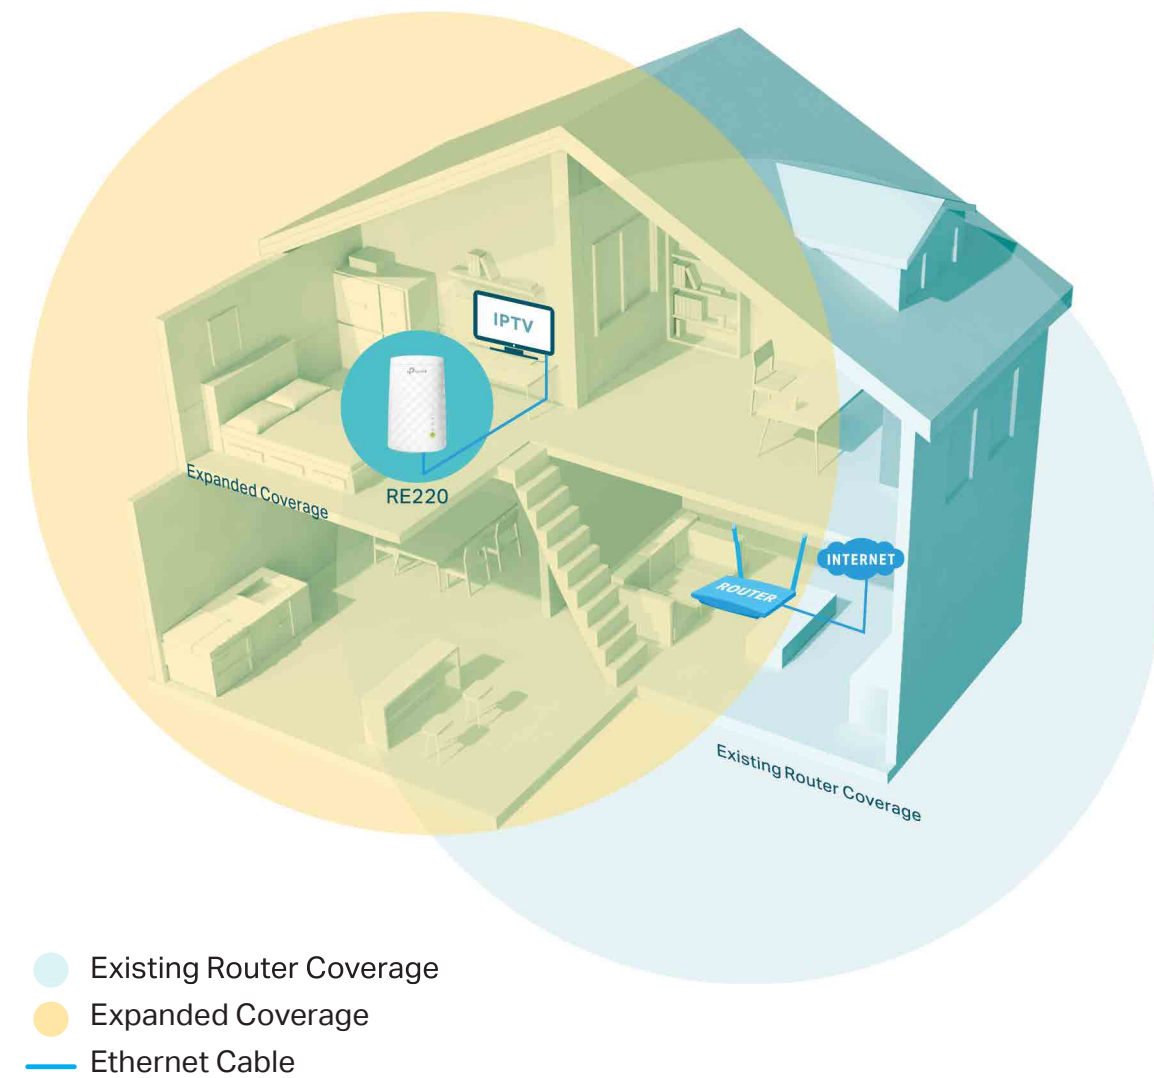 IPTV
RE220
Expanded Coverage
INTERNET
ROUTER
Existing Router Coverage
Existing Router Coverage
Expanded Coverage
Ethernet Cable